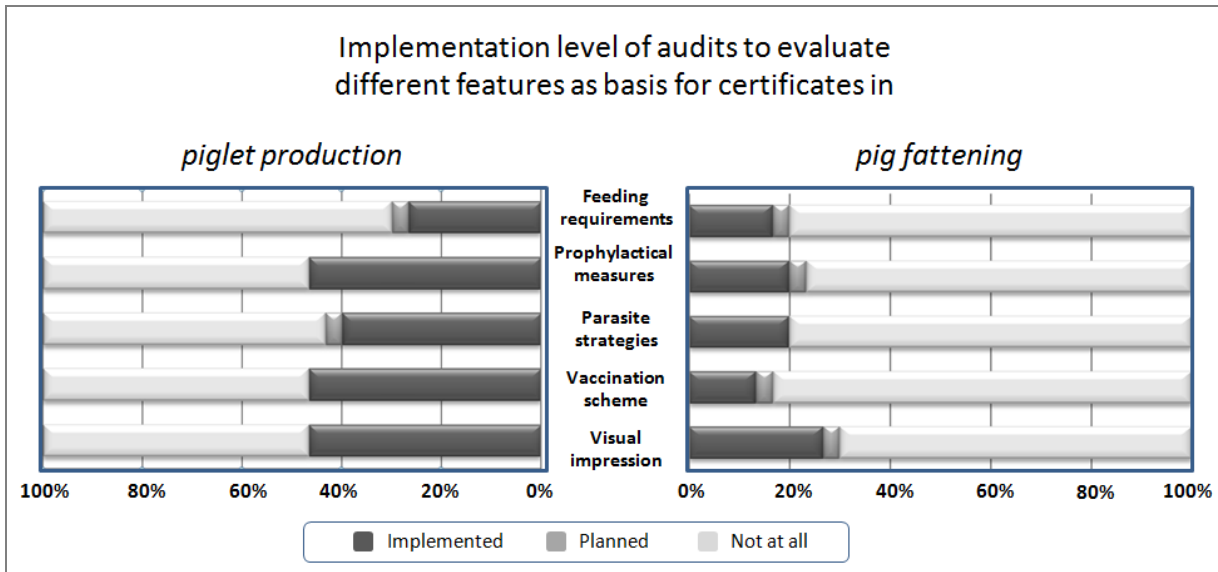 Implementation level of audits to evaluate
different features as basis for certificates in
piglet production
pig fattening
Feeding
requirements
Prophylactical
measures
Parasite
strategies
Vaccination
scheme
Visual
impression
100% 80% 60% 40% 20% 0%
0% 20% 40% 60% 80% 100%
Implemented Planned Not at all